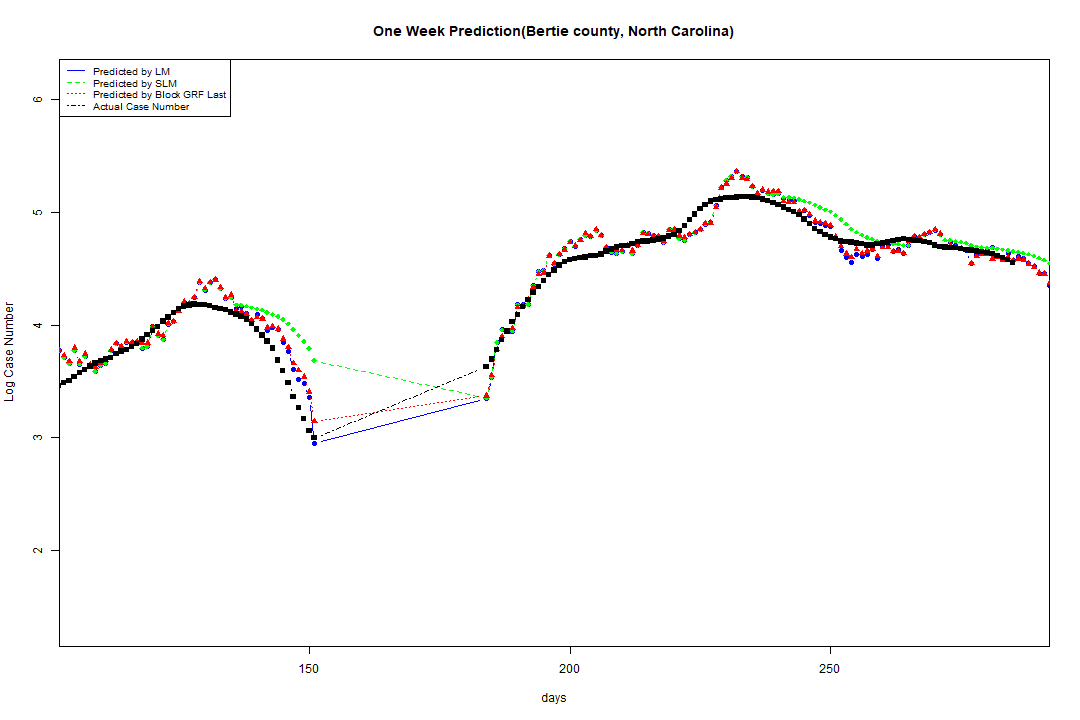 One Week Prediction(Bertie county, North Carolina)
Predicted by LM
Predicted by SLM
Predicted by Block GRF Last
Actual Case Number
6
5
4
3
2
Log Case Number
150 200 250
days